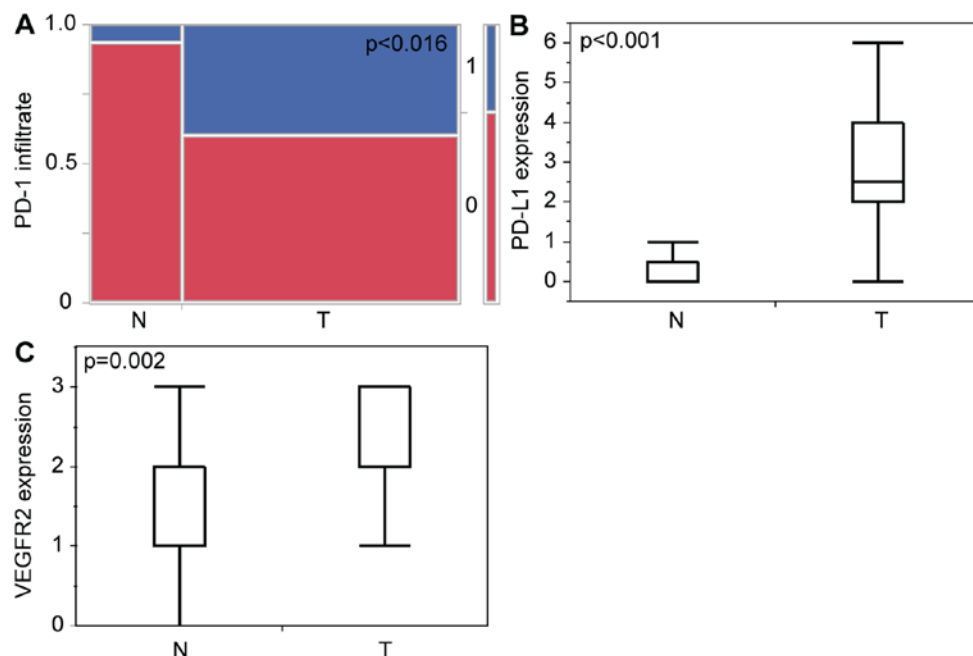 A
PD-1 infiltrate
1.0
0.5
0
p<0.016
1
0
N
T
B
PD-L1 expression
p<0.001
6
5
4
3
2
1
0
N
T
C
VEGFR2 expression
p=0.002
3
2
1
0
N
T